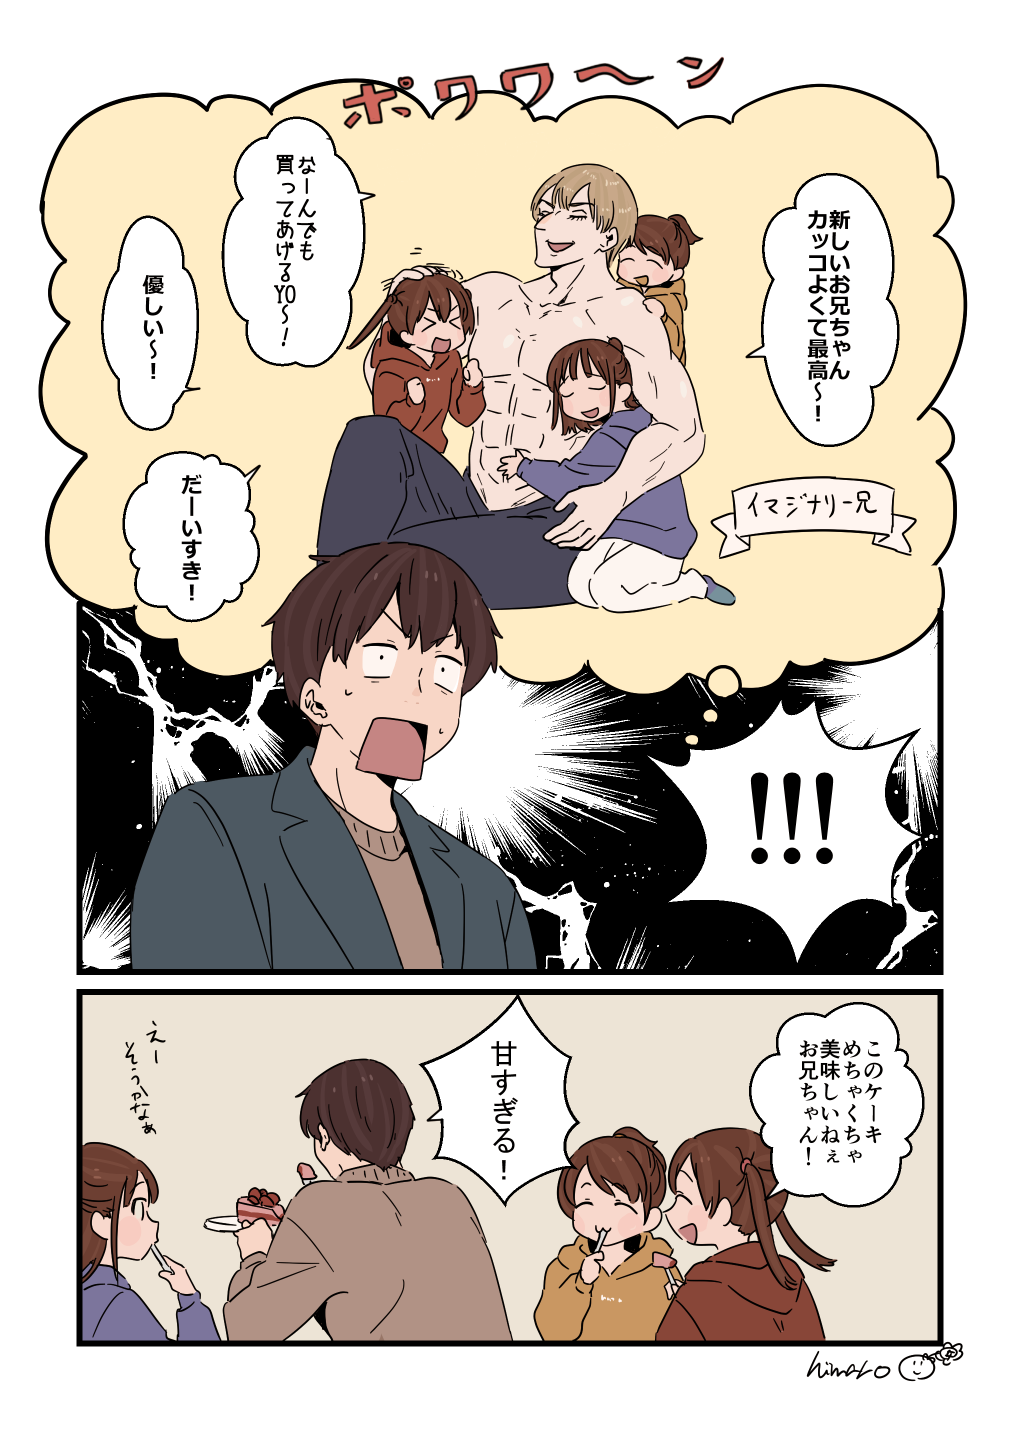 ポワワ〜ン
新しいお兄ちゃん
カッコよくて最高〜！
なーんでも
買ってあげる
YO〜！
優しい〜！
イマジナリー兄
だーいすき！
!!!
このケーキ
めちゃくちゃ
美味しいねぇ
お兄ちゃん！
甘すぎる！
えー
そうかなぁ
himaro